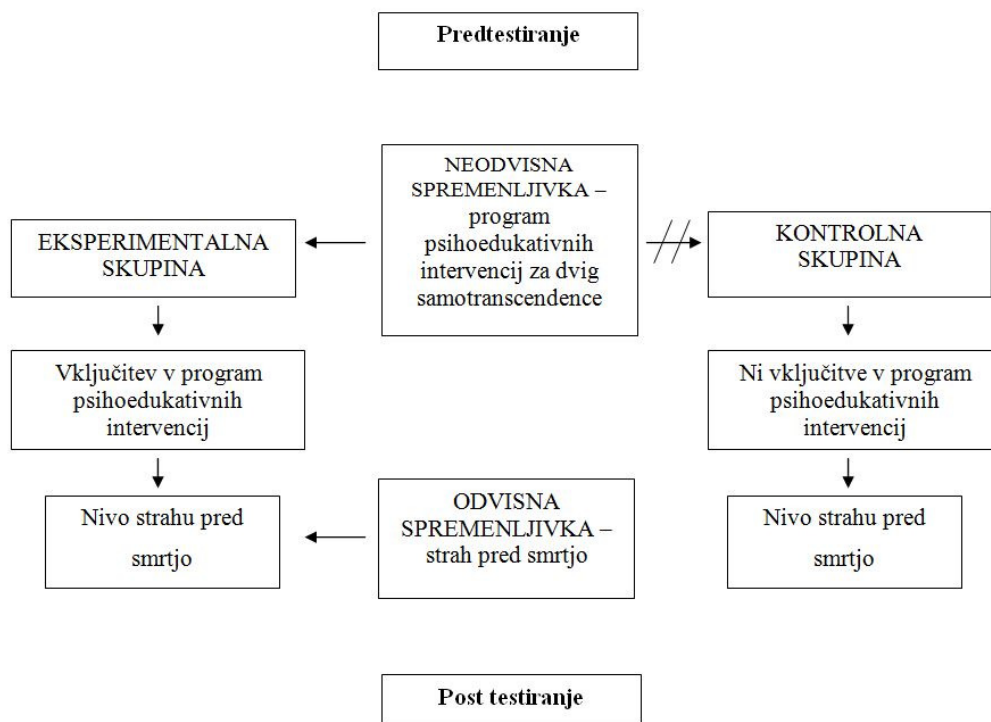 Predtestiranje
NEODVISNA
SPREMENLJIVKA –
program
psihoedukativnih
intervencij za dvig
samotranscendence
EKSPERIMENTALNA
SKUPINA
KONTROLNA
SKUPINA
Vključitev v program
psihoedukativnih
intervencij
Ni vključitve v program
psihoedukativnih
intervencij
Nivo strahu pred
smrtjo
ODVISNA
SPREMENLJIVKA –
strah pred smrtjo
Nivo strahu pred
smrtjo
Post testiranje